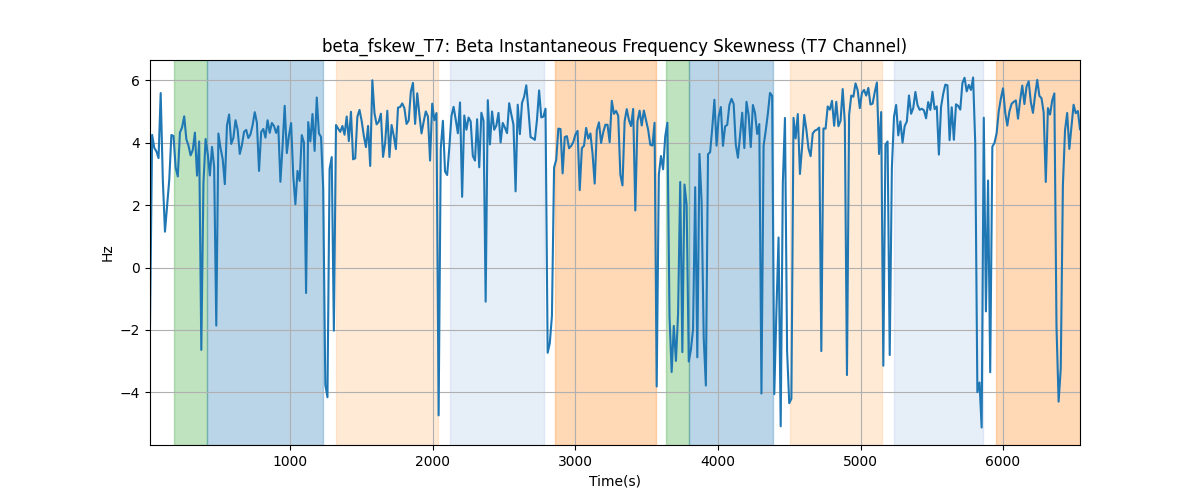 beta_fskew_T7: Beta Instantaneous Frequency Skewness (T7 Channel)
6
4
2
0
−2
−4
Hz
1000 2000 3000 4000 5000 6000
Time(s)